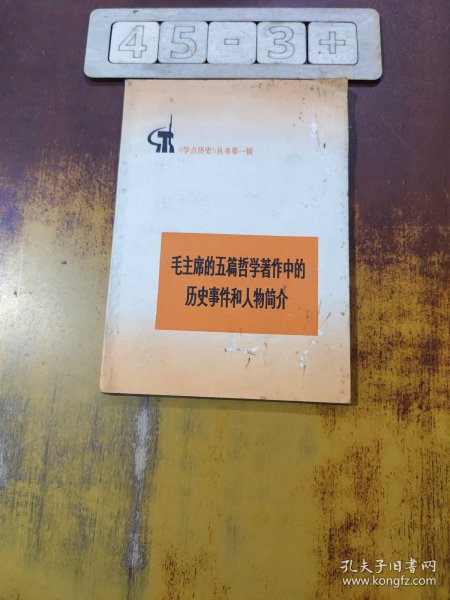 45-3+
《学点历史》丛书第一辑
毛主席的五篇哲学著作中的
历史事件和人物简介
孔夫子旧书网
www.kongfz.com